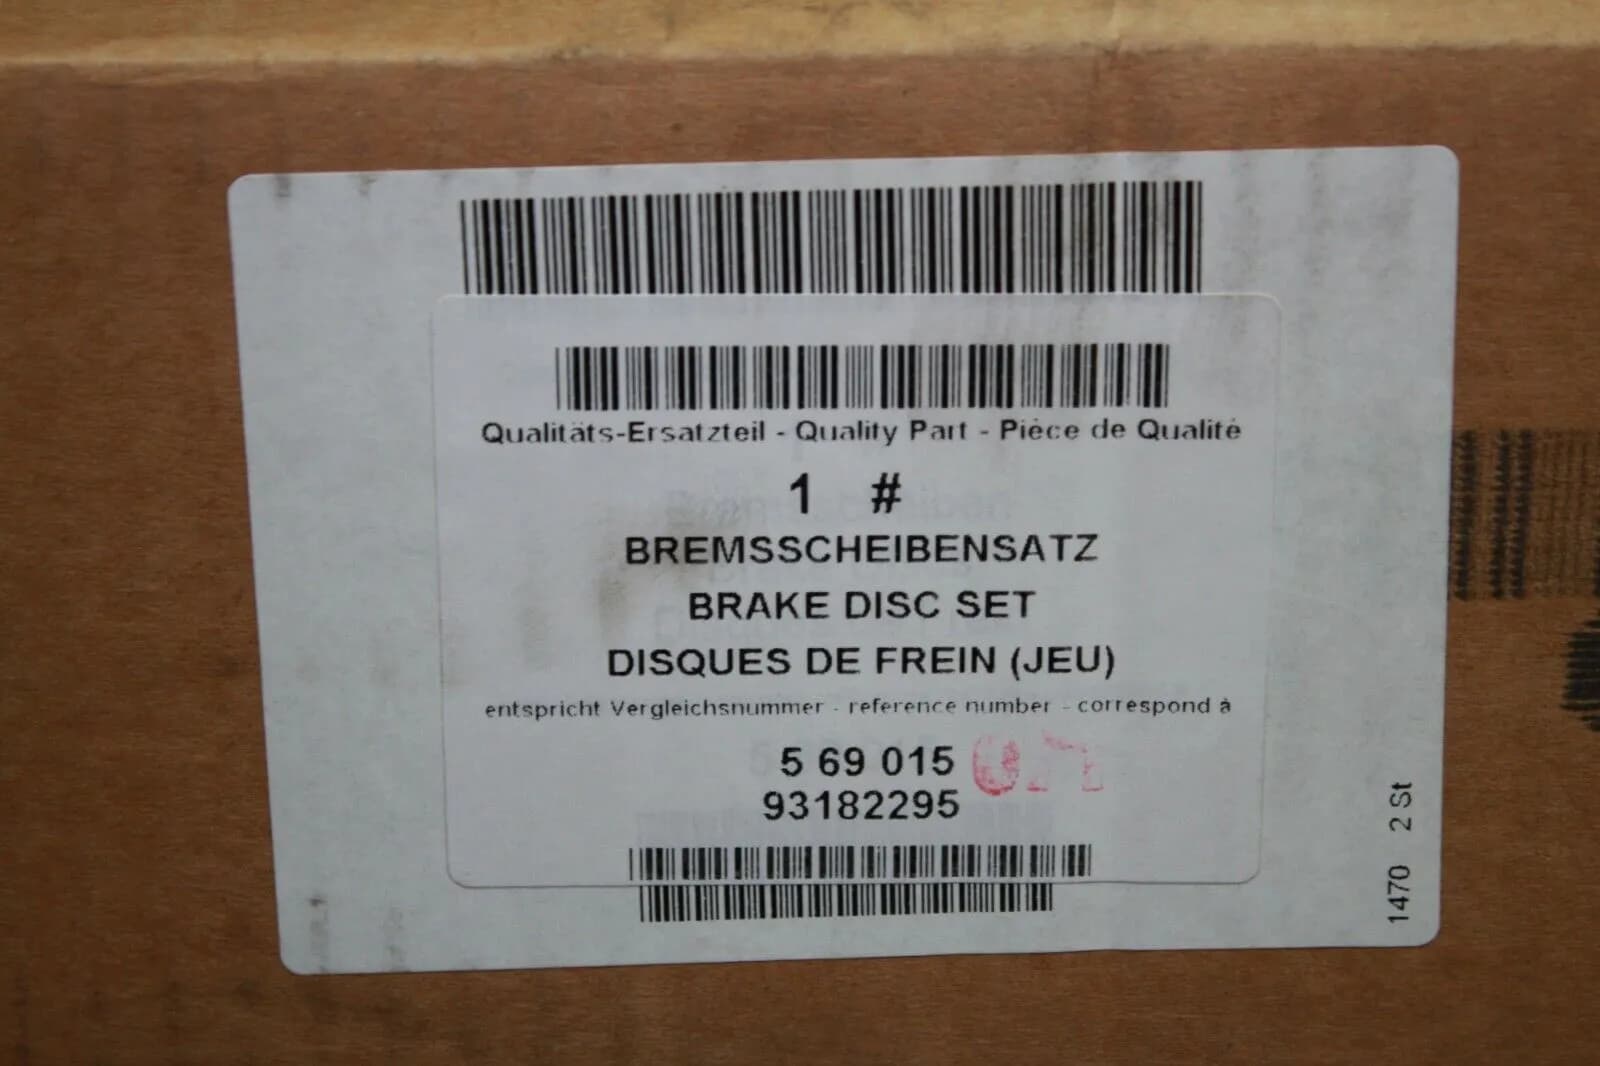 Qualitäts-Ersatzteil - Quality Part - Pièce de Qualité
1 #
BREMSSCHEIBENSATZ
BRAKE DISC SET
DISQUES DE FREIN (JEU)
entspricht Vergleichsnummer - reference number - correspond à
5 69 015
93182295
1470 2 St